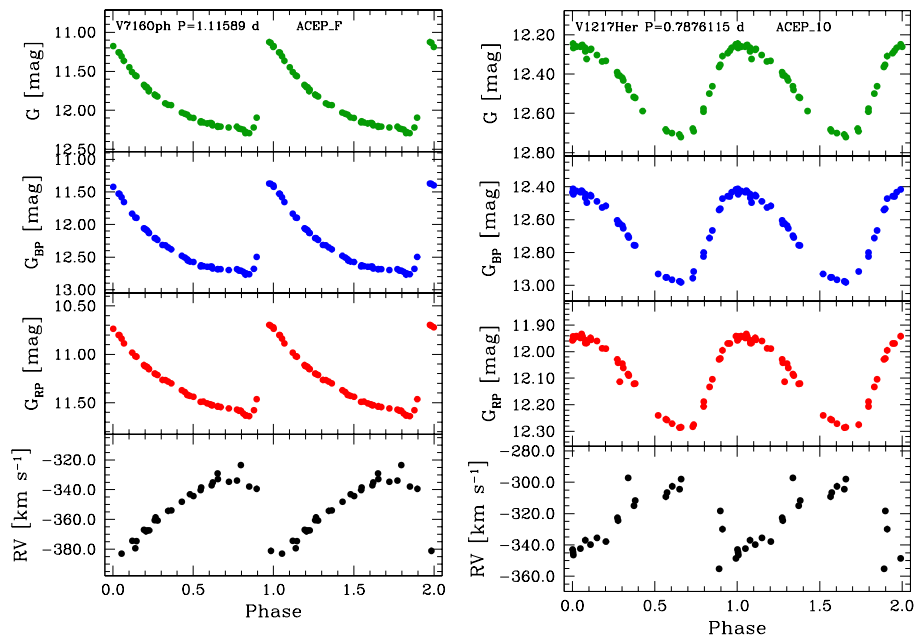 V716Oph P=1.11589 d ACEP_F
11.00
11.50
12.00
12.50
G [mag]
11.00
11.50
12.00
12.50
13.00
G_BP [mag]
10.50
11.00
11.50
G_RP [mag]
−320.0
−340.0
−360.0
−380.0
RV [km s⁻¹]
0.0 0.5 1.0 1.5 2.0
Phase
V1217Her P=0.7876115 d ACEP_1O
12.20
12.40
12.60
12.80
G [mag]
12.40
12.60
12.80
13.00
G_BP [mag]
11.90
12.00
12.10
12.20
12.30
G_RP [mag]
−280.0
−300.0
−320.0
−340.0
−360.0
RV [km s⁻¹]
0.0 0.5 1.0 1.5 2.0
Phase